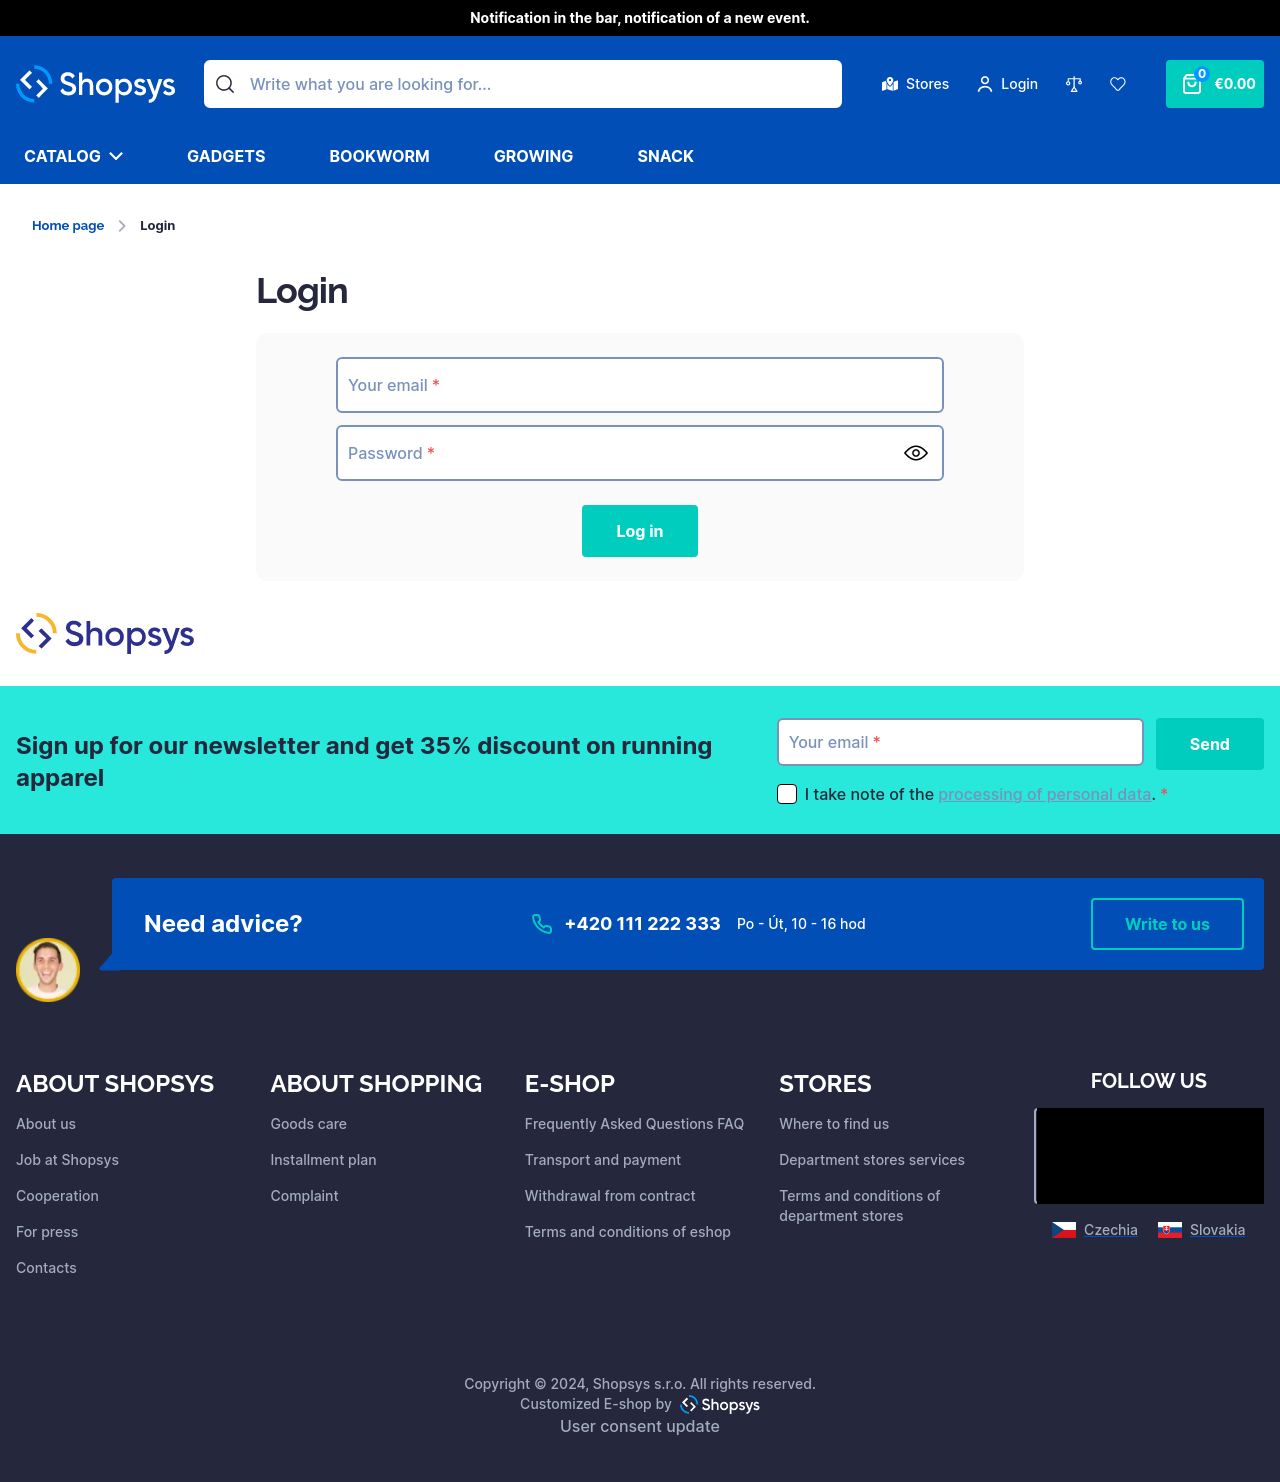 Notification in the bar, notification of a new event.
Shopsys
Write what you are looking for...
Stores
Login
0
€0.00
CATALOG
GADGETS
BOOKWORM
GROWING
SNACK
Home page
Login
Login
Your email *
Password *
Log in
Shopsys
Sign up for our newsletter and get 35% discount on running
apparel
Your email *
Send
I take note of the processing of personal data. *
Need advice?
+420 111 222 333
Po - Út, 10 - 16 hod
Write to us
ABOUT SHOPSYS
About us
Job at Shopsys
Cooperation
For press
Contacts
ABOUT SHOPPING
Goods care
Installment plan
Complaint
E-SHOP
Frequently Asked Questions FAQ
Transport and payment
Withdrawal from contract
Terms and conditions of eshop
STORES
Where to find us
Department stores services
Terms and conditions of
department stores
FOLLOW US
Czechia
Slovakia
Copyright © 2024, Shopsys s.r.o. All rights reserved.
Customized E-shop by Shopsys
User consent update